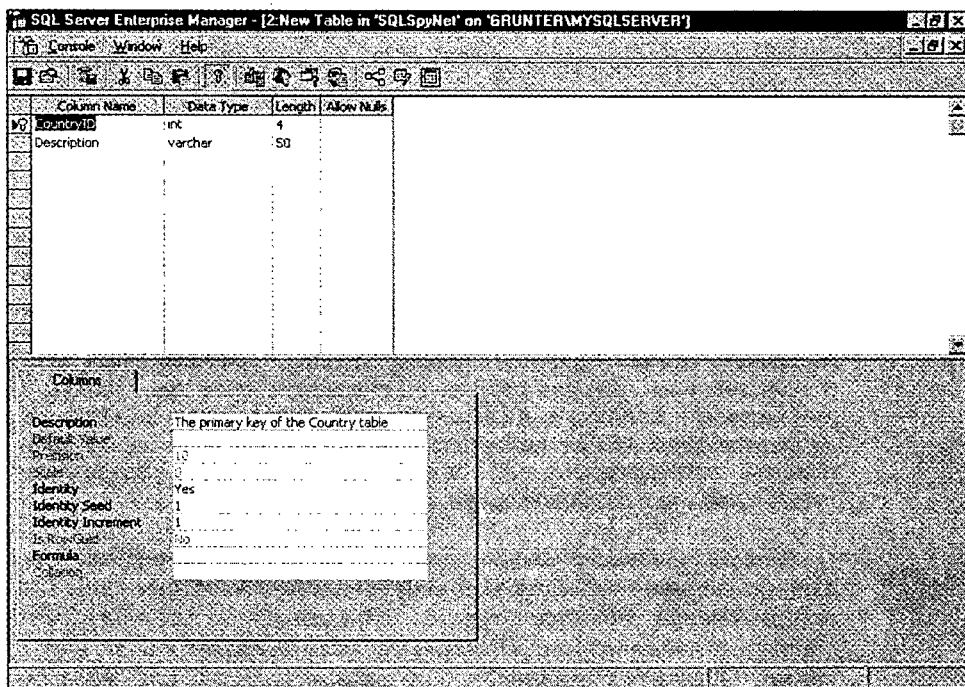 SQL Server Enterprise Manager - [2:New Table in 'SQLSpyNet' on 'GRUNTER\MYSQLSERVER']
Console Window Help
Column Name Data Type Length Allow Nulls
CountryID int 4
Description varchar 50
Columns
Description The primary key of the Country table
Default Value
Precision 10
Scale 0
Identity Yes
Identity Seed 1
Identity Increment 1
Is RowGuid No
Formula
Collation